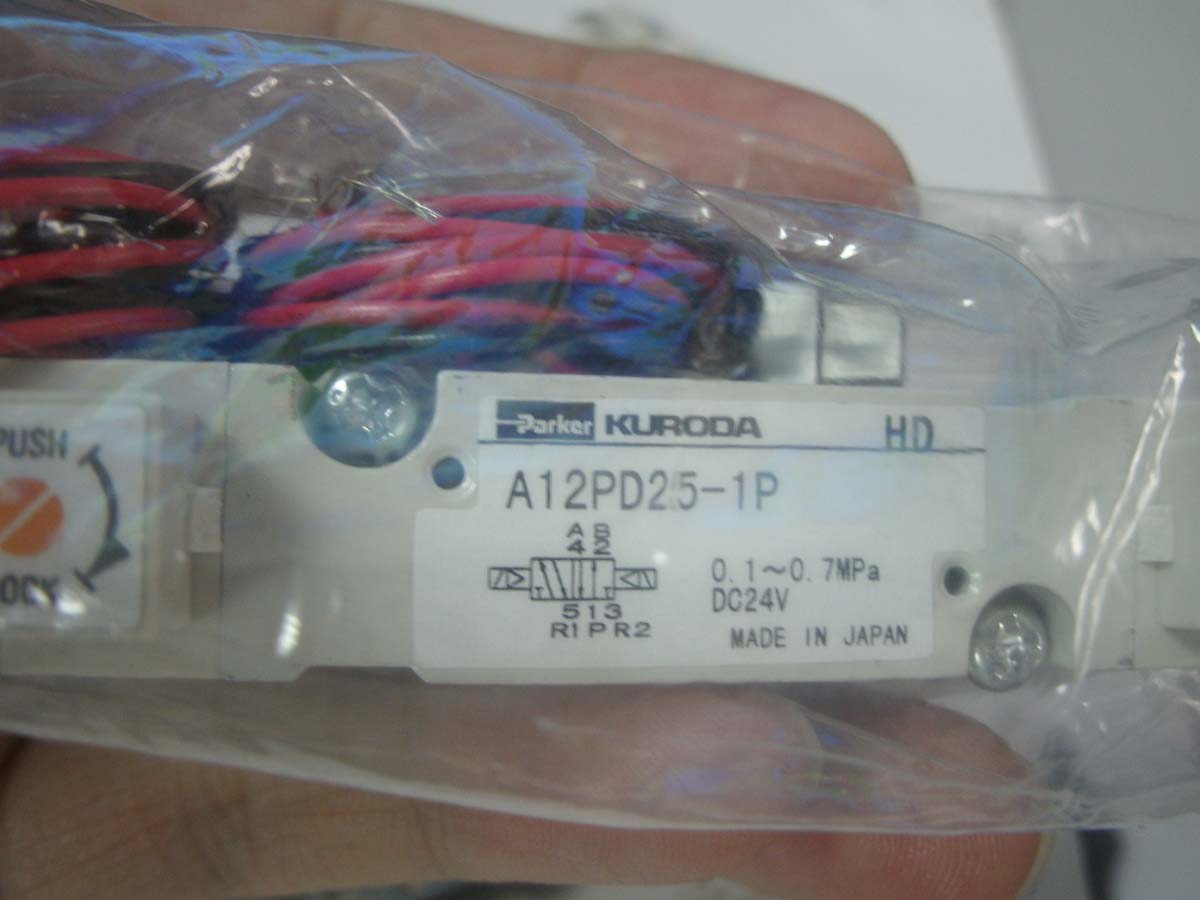 PUSH
LOCK
Parker KURODA HD
A12PD25-1P
A B
4 2
5 1 3
R1 P R2
0.1~0.7MPa
DC24V
MADE IN JAPAN